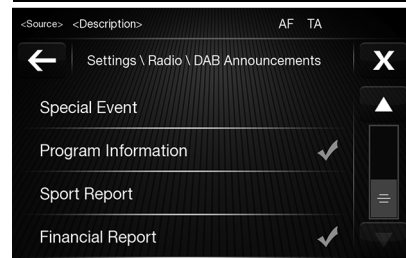 <Source> <Description> AF TA
Settings \ Radio \ DAB Announcements X
Special Event
Program Information
Sport Report
Financial Report